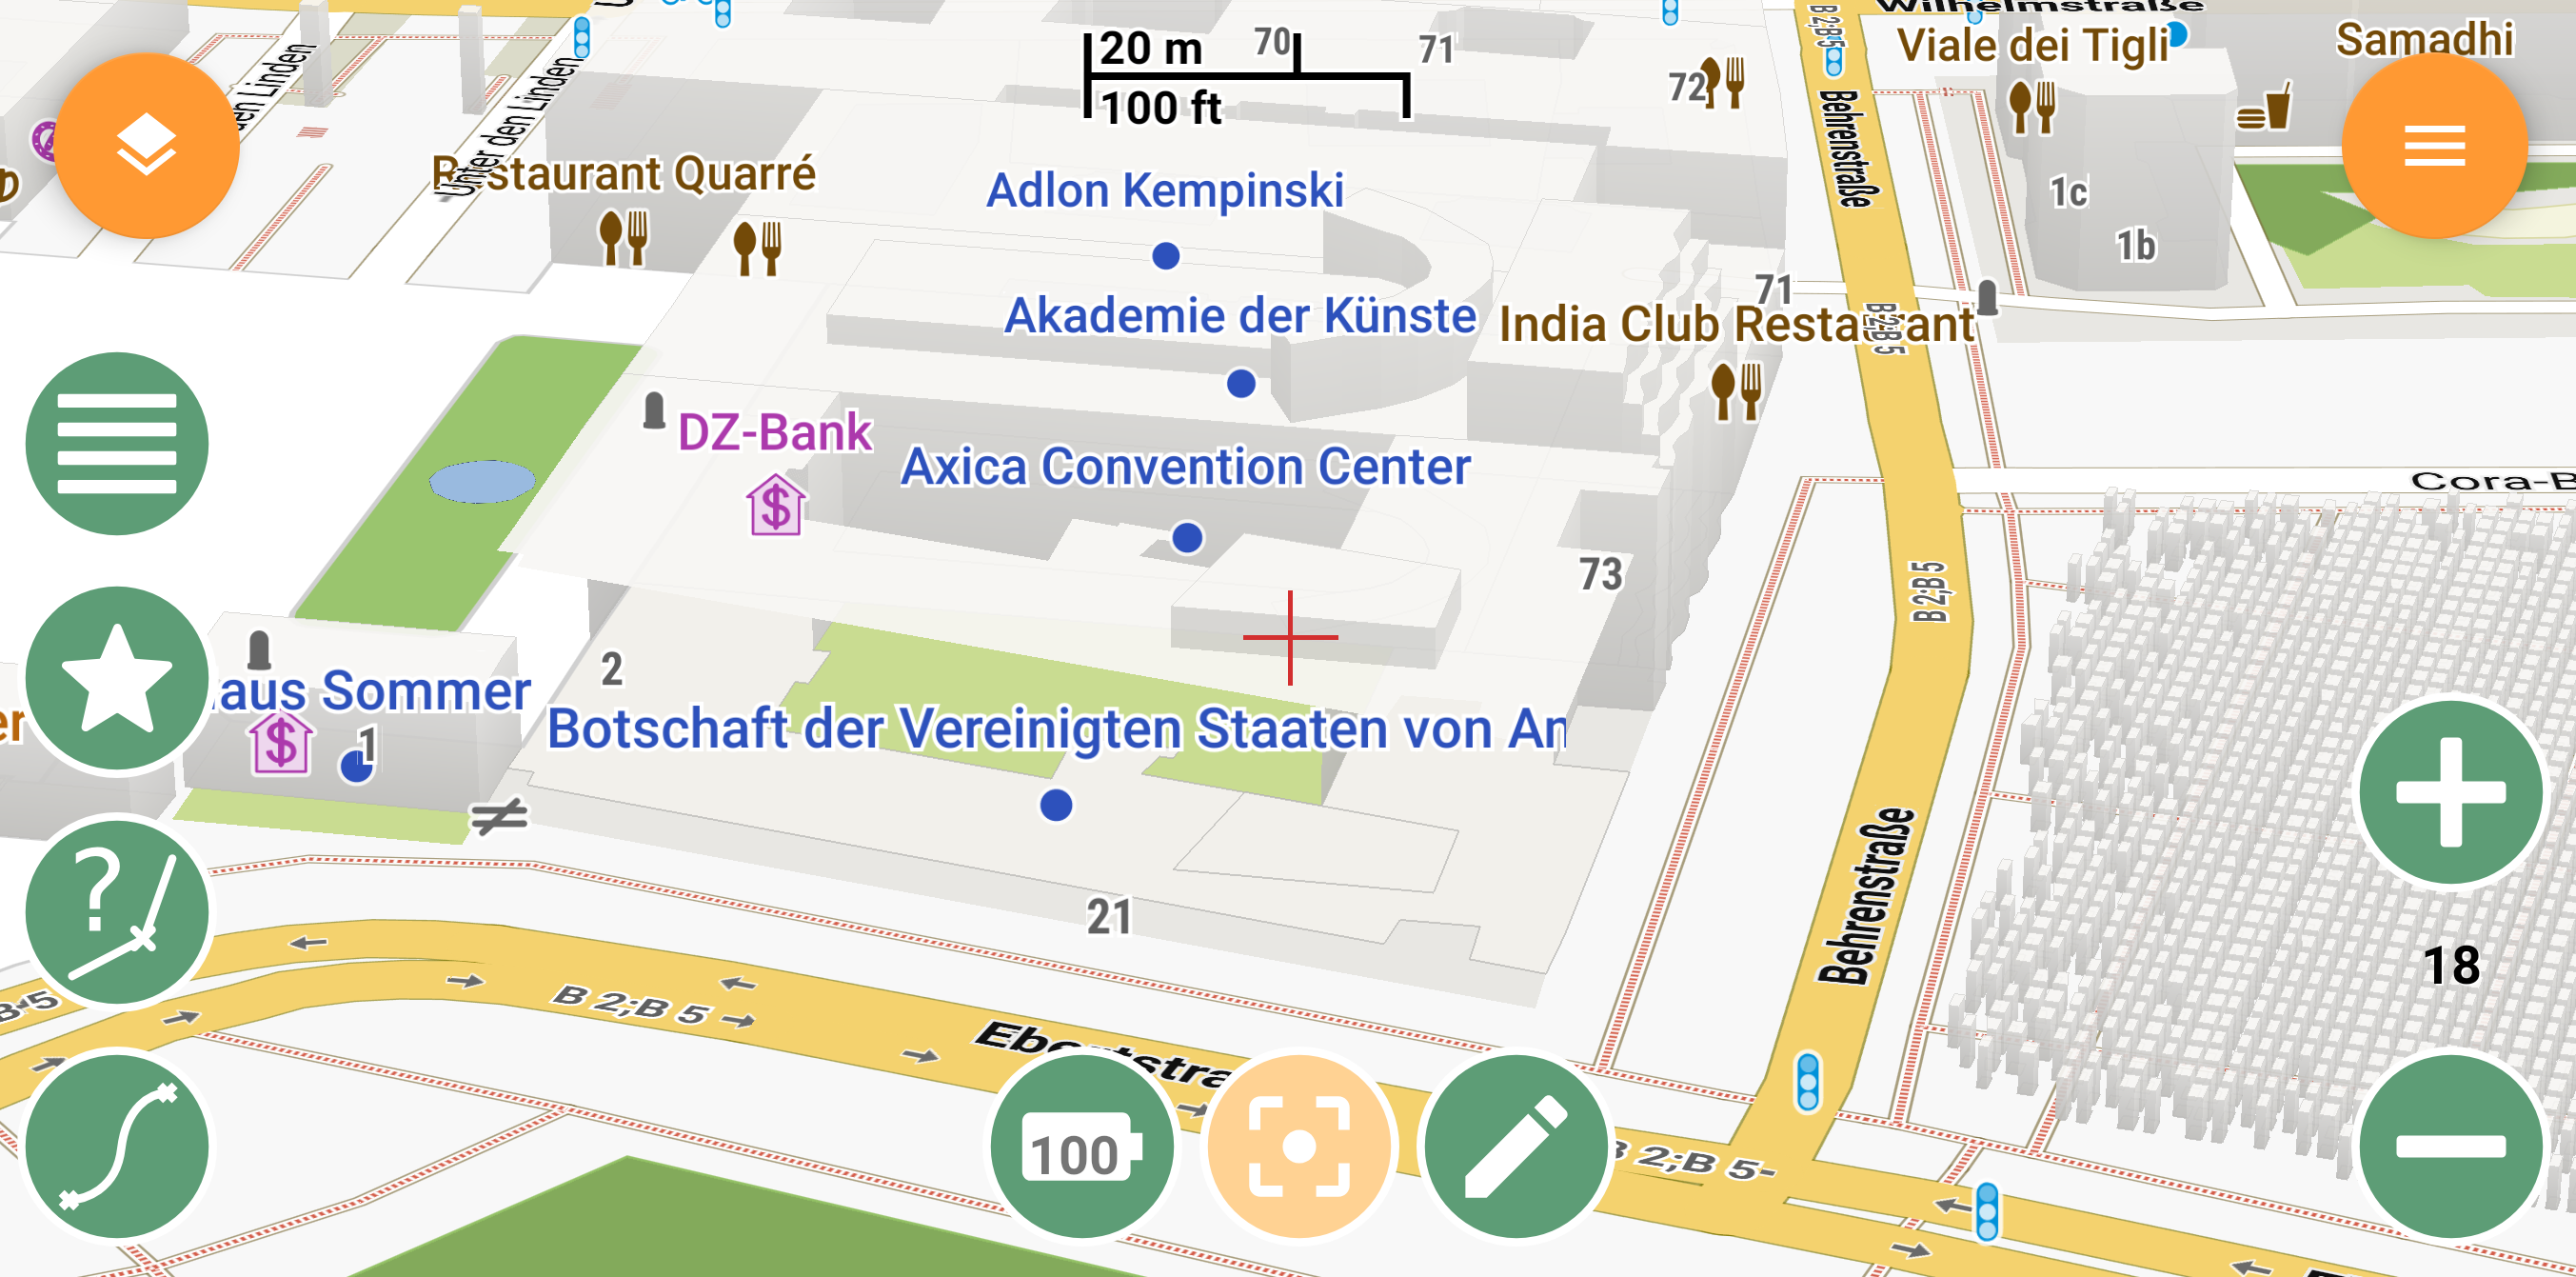 Wilhelmstraße
20 m
100 ft
70
71
72
Viale dei Tigli
Samadhi
den Linden
Unter den Linden
B 2;B 5
Behrenstraße
Restaurant Quarré
Adlon Kempinski
1c
1b
71
Akademie der Künste
India Club Restaurant
B 2;B 5
DZ-Bank
$
Axica Convention Center
Cora-B
73
B 2;B 5
2
aus Sommer
$
1
er
Botschaft der Vereinigten Staaten von Am
?
21
Behrenstraße
18
B 5
B 2;B 5
Ebertstra
100
B 2;B 5